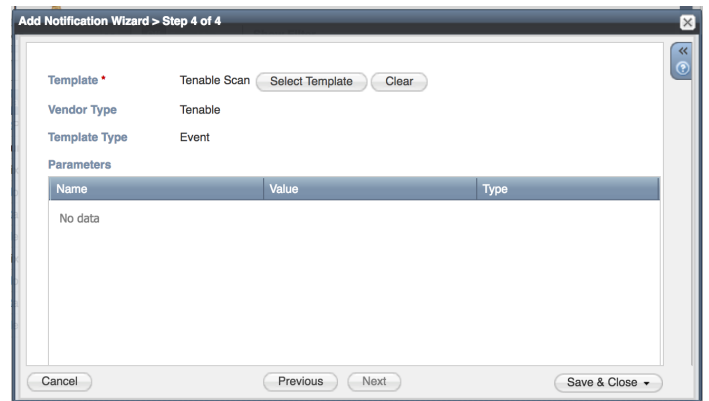 Add Notification Wizard > Step 4 of 4
Template * Tenable Scan Select Template Clear
Vendor Type Tenable
Template Type Event
Parameters
Name Value Type
No data
Cancel Previous Next Save & Close